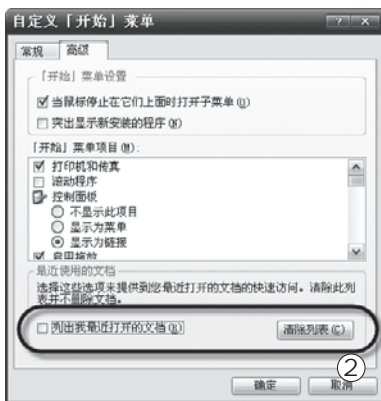 自定义「开始」菜单
常规 高级
「开始」菜单设置
当鼠标停止在它们上面时打开子菜单(U)
突出显示新安装的程序(N)
「开始」菜单项目(M):
打印机和传真
滚动程序
控制面板
不显示此项目
显示为菜单
显示为链接
启用拖放
最近使用的文档
选择这些选项来提供到您最近打开的文档的快速访问。清除此列
表并不删除文档。
列出我最近打开的文档(R) 清除列表(C)
②
确定 取消